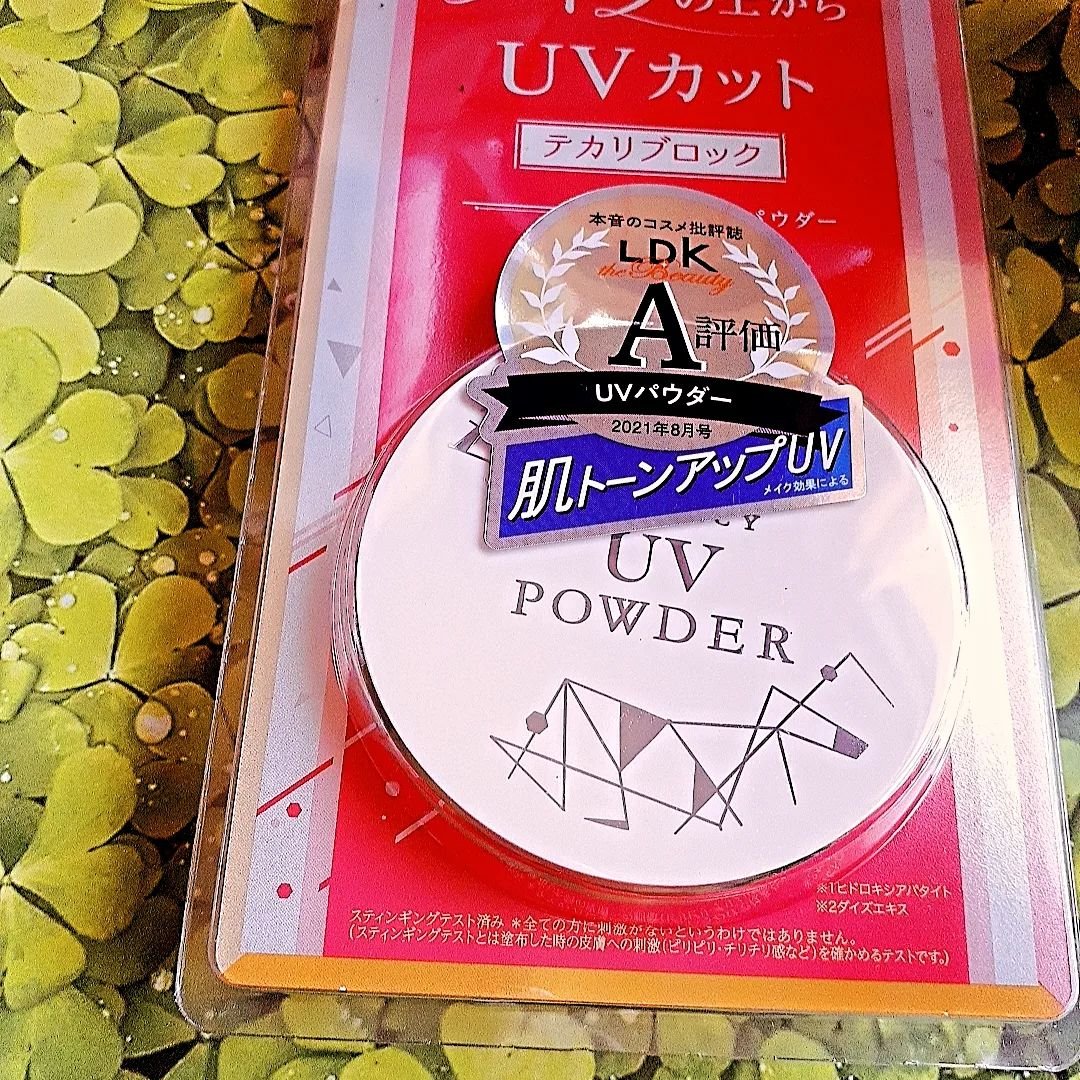 の上から
UVカット
テカリブロック
パウダー
本音のコスメ批評誌
LDK
the Beauty
A評価
UVパウダー
2021年8月号
肌トーンアップUV
メイク効果による
UV
POWDER
※1ヒドロキシアパタイト
※2ダイズエキス
スティンギングテスト済み *全ての方に刺激がないというわけではありません。
(スティンギングテストとは塗布した時の皮膚への刺激(ピリピリ・チリチリ感など)を確かめるテストです。)